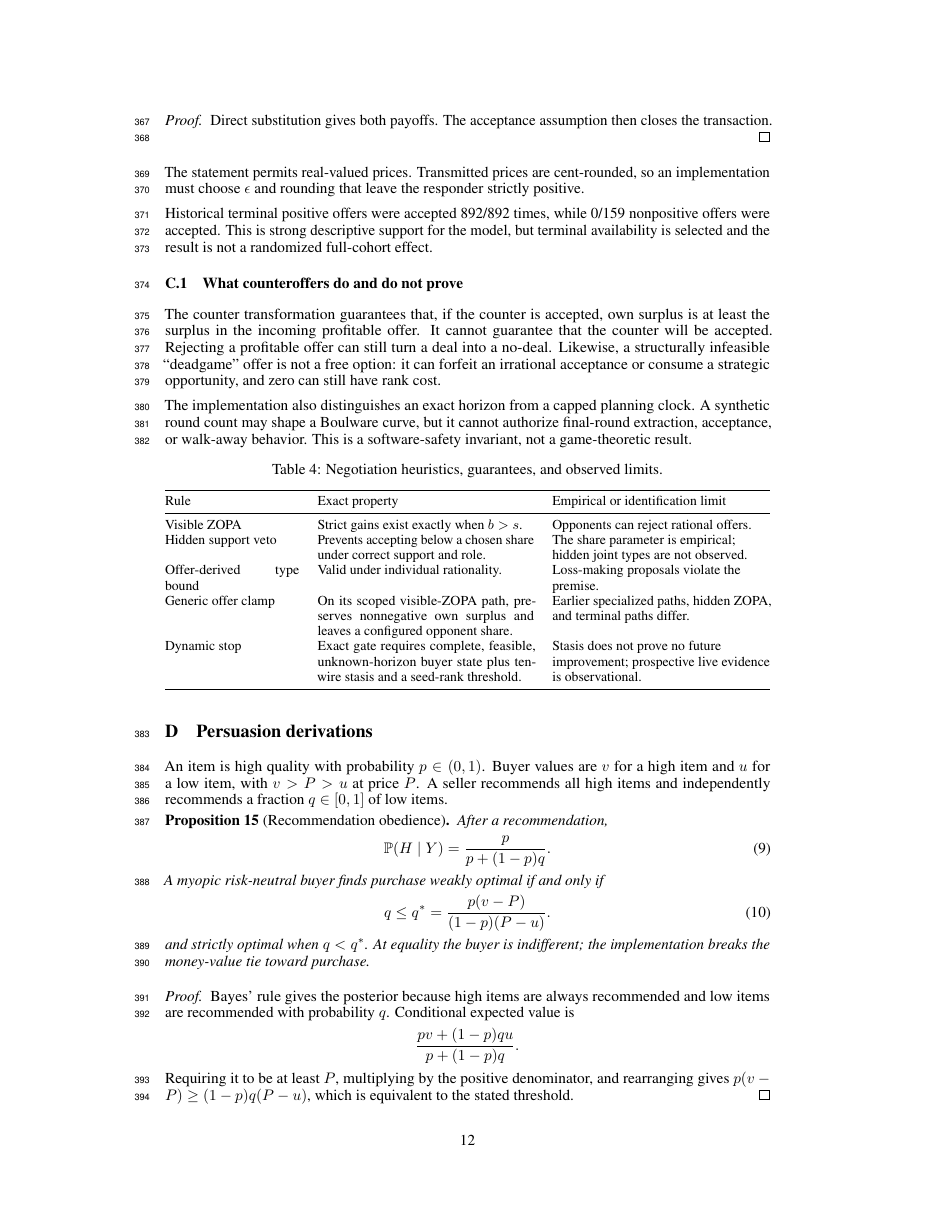 367 Proof. Direct substitution gives both payoffs. The acceptance assumption then closes the transaction.
368 □
369 The statement permits real-valued prices. Transmitted prices are cent-rounded, so an implementation
370 must choose ϵ and rounding that leave the responder strictly positive.
371 Historical terminal positive offers were accepted 892/892 times, while 0/159 nonpositive offers were
372 accepted. This is strong descriptive support for the model, but terminal availability is selected and the
373 result is not a randomized full-cohort effect.
374 C.1 What counteroffers do and do not prove
375 The counter transformation guarantees that, if the counter is accepted, own surplus is at least the
376 surplus in the incoming profitable offer. It cannot guarantee that the counter will be accepted.
377 Rejecting a profitable offer can still turn a deal into a no-deal. Likewise, a structurally infeasible
378 “deadgame” offer is not a free option: it can forfeit an irrational acceptance or consume a strategic
379 opportunity, and zero can still have rank cost.
380 The implementation also distinguishes an exact horizon from a capped planning clock. A synthetic
381 round count may shape a Boulware curve, but it cannot authorize final-round extraction, acceptance,
382 or walk-away behavior. This is a software-safety invariant, not a game-theoretic result.
Table 4: Negotiation heuristics, guarantees, and observed limits.
Rule Exact property Empirical or identification limit
Visible ZOPA Strict gains exist exactly when b > s. Opponents can reject rational offers.
Hidden support veto Prevents accepting below a chosen share The share parameter is empirical;
under correct support and role. hidden joint types are not observed.
Offer-derived type Valid under individual rationality. Loss-making proposals violate the
bound premise.
Generic offer clamp On its scoped visible-ZOPA path, pre- Earlier specialized paths, hidden ZOPA,
serves nonnegative own surplus and and terminal paths differ.
leaves a configured opponent share.
Dynamic stop Exact gate requires complete, feasible, Stasis does not prove no future
unknown-horizon buyer state plus ten- improvement; prospective live evidence
wire stasis and a seed-rank threshold. is observational.
383 D Persuasion derivations
384 An item is high quality with probability p ∈ (0, 1). Buyer values are v for a high item and u for
385 a low item, with v > P > u at price P. A seller recommends all high items and independently
386 recommends a fraction q ∈ [0, 1] of low items.
387 Proposition 15 (Recommendation obedience). After a recommendation,
ℙ(H | Y) = p / (p + (1 − p)q). (9)
388 A myopic risk-neutral buyer finds purchase weakly optimal if and only if
q ≤ q* = p(v − P) / ((1 − p)(P − u)). (10)
389 and strictly optimal when q < q*. At equality the buyer is indifferent; the implementation breaks the
390 money-value tie toward purchase.
391 Proof. Bayes’ rule gives the posterior because high items are always recommended and low items
392 are recommended with probability q. Conditional expected value is
(pv + (1 − p)qu) / (p + (1 − p)q).
393 Requiring it to be at least P, multiplying by the positive denominator, and rearranging gives p(v −
394 P) ≥ (1 − p)q(P − u), which is equivalent to the stated threshold. □
12